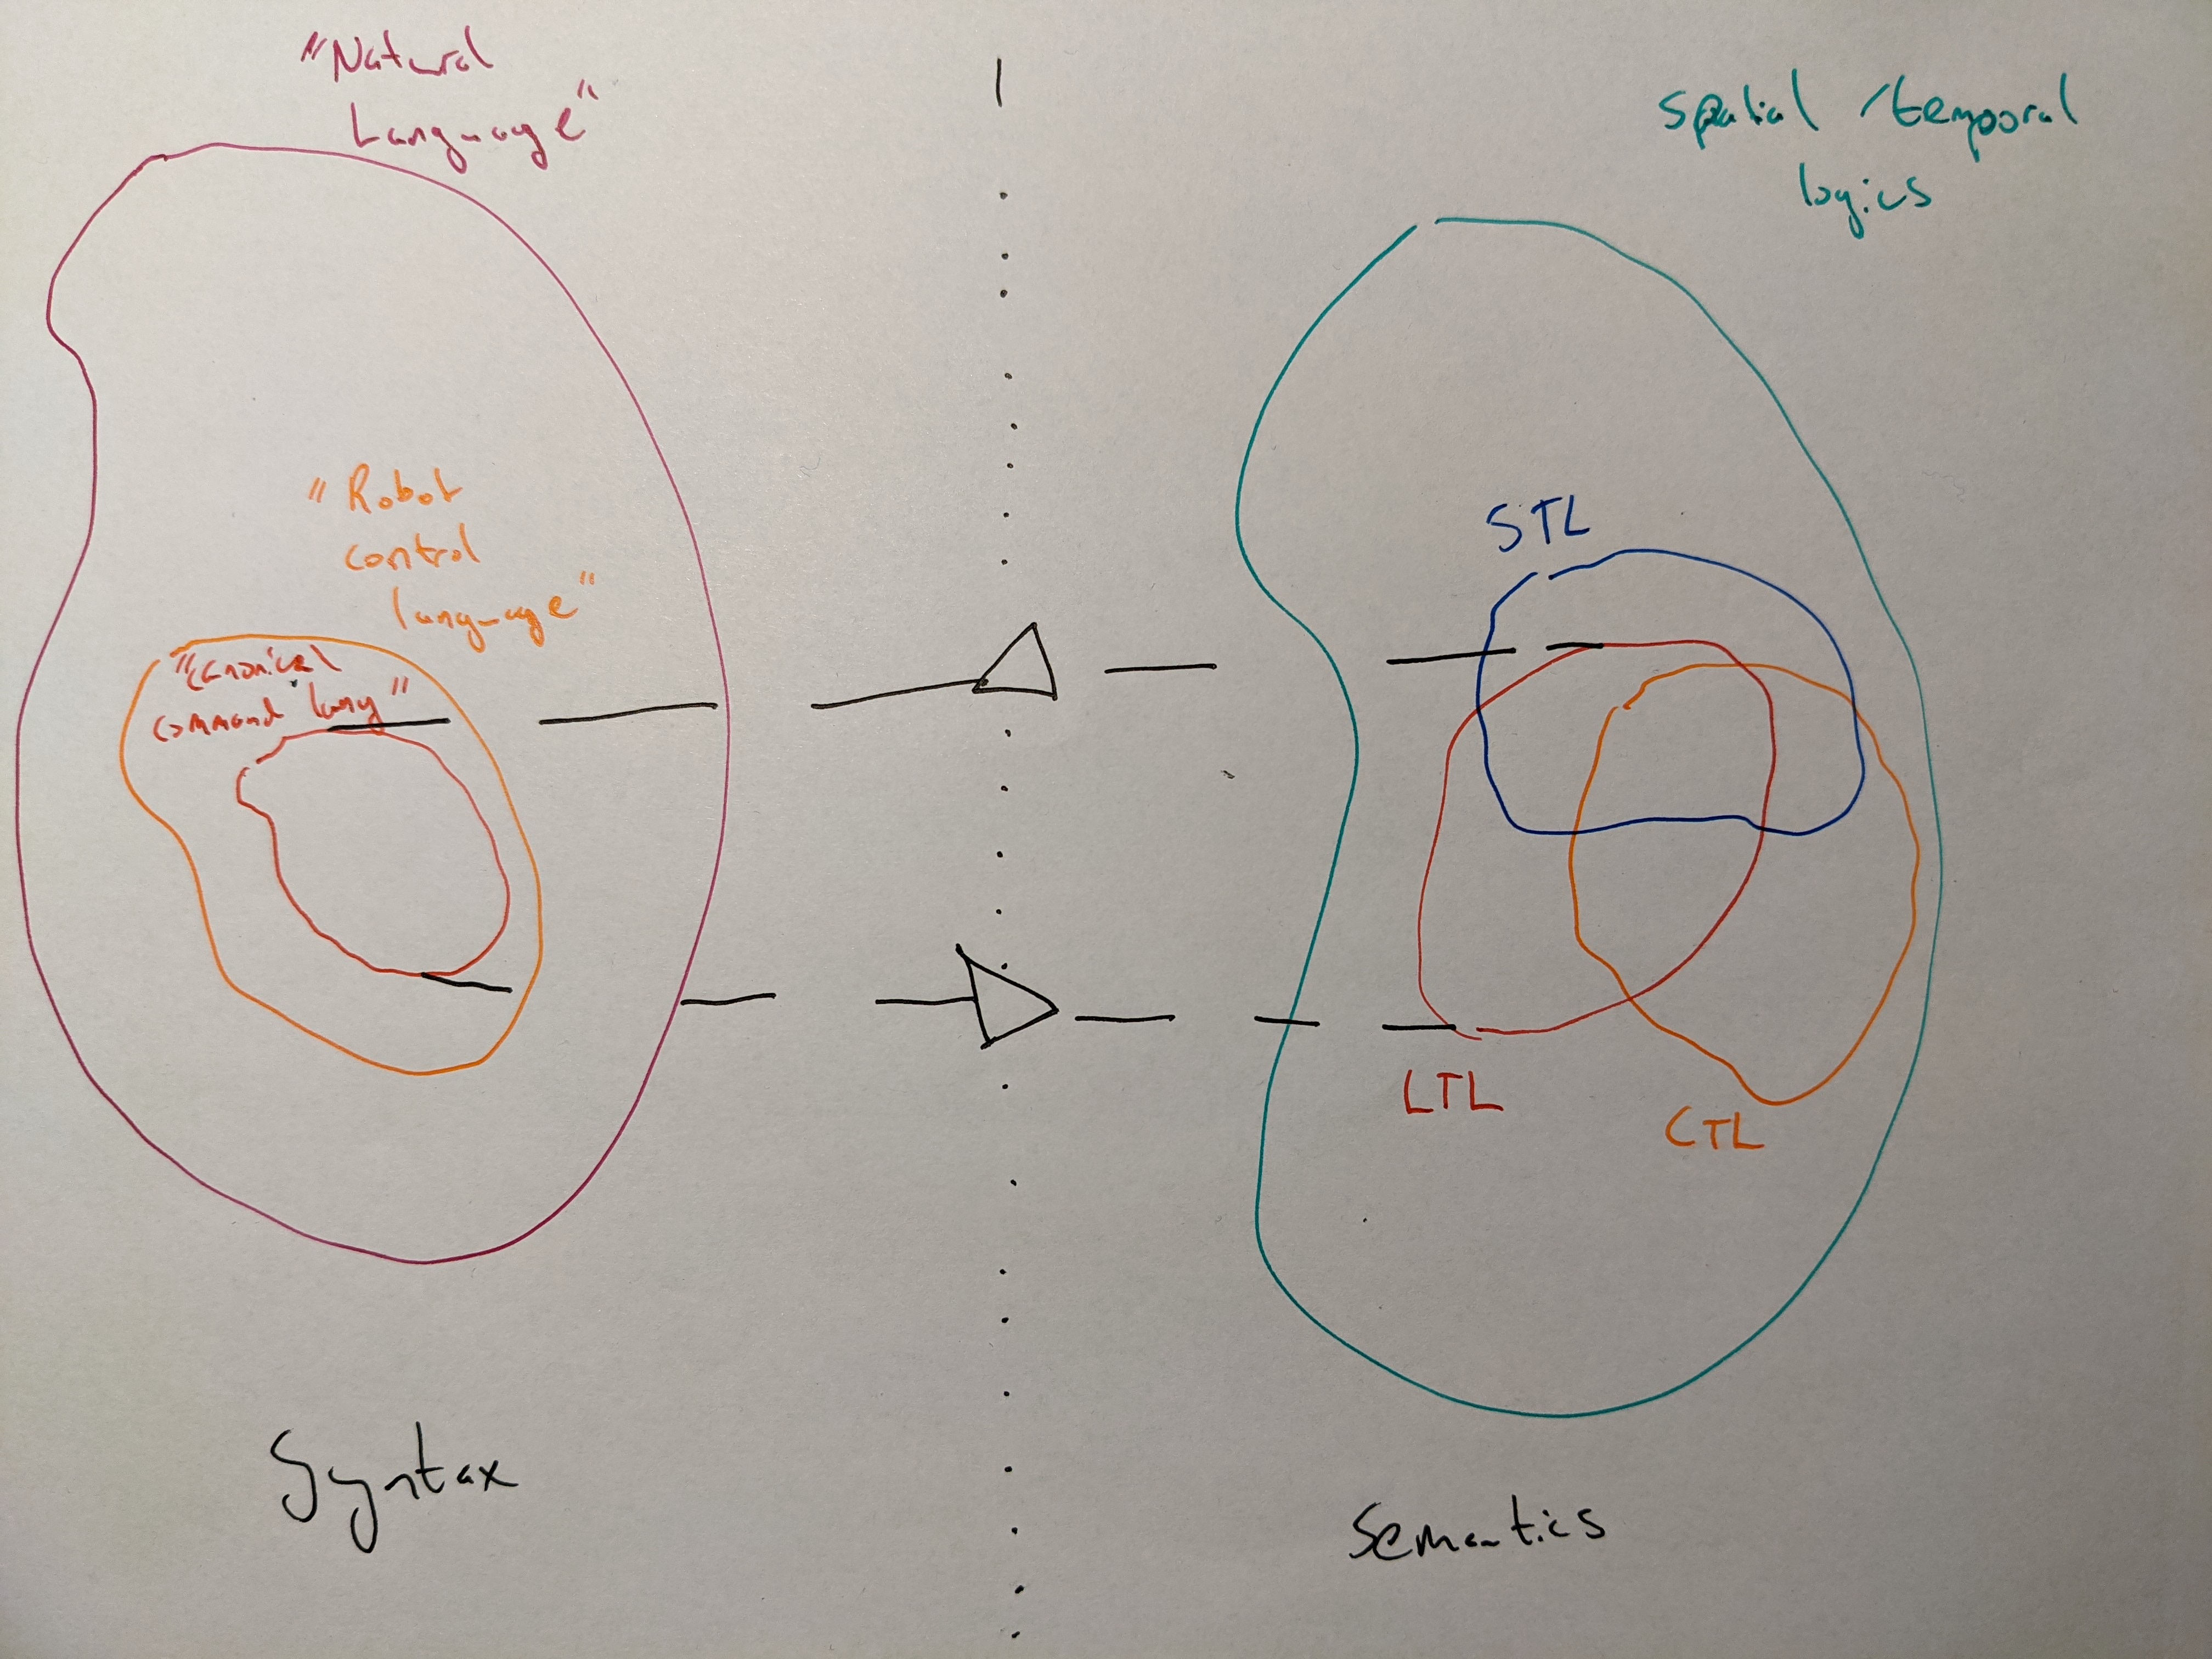 "Natural
Language"
spatial / temporal
logics
"Robot
control
language"
STL
"canonical
command lang"
LTL
CTL
Syntax
Semantics